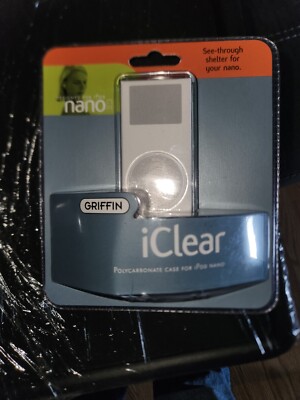 See-through
shelter for
your nano.
nano
GRIFFIN
iClear
POLYCARBONATE CASE FOR iPOD NANO